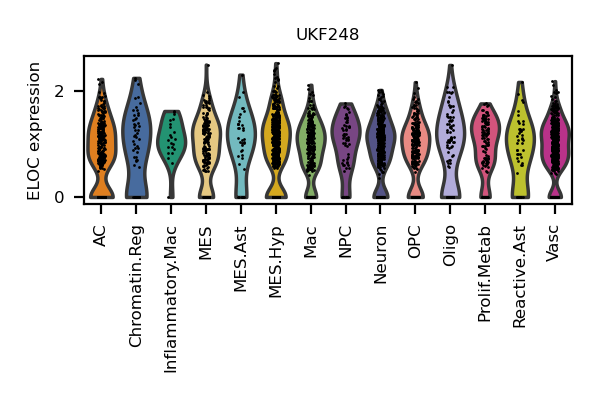 UKF248
ELOC expression
2
0
AC
Chromatin.Reg
Inflammatory.Mac
MES
MES.Ast
MES.Hyp
Mac
NPC
Neuron
OPC
Oligo
Prolif.Metab
Reactive.Ast
Vasc